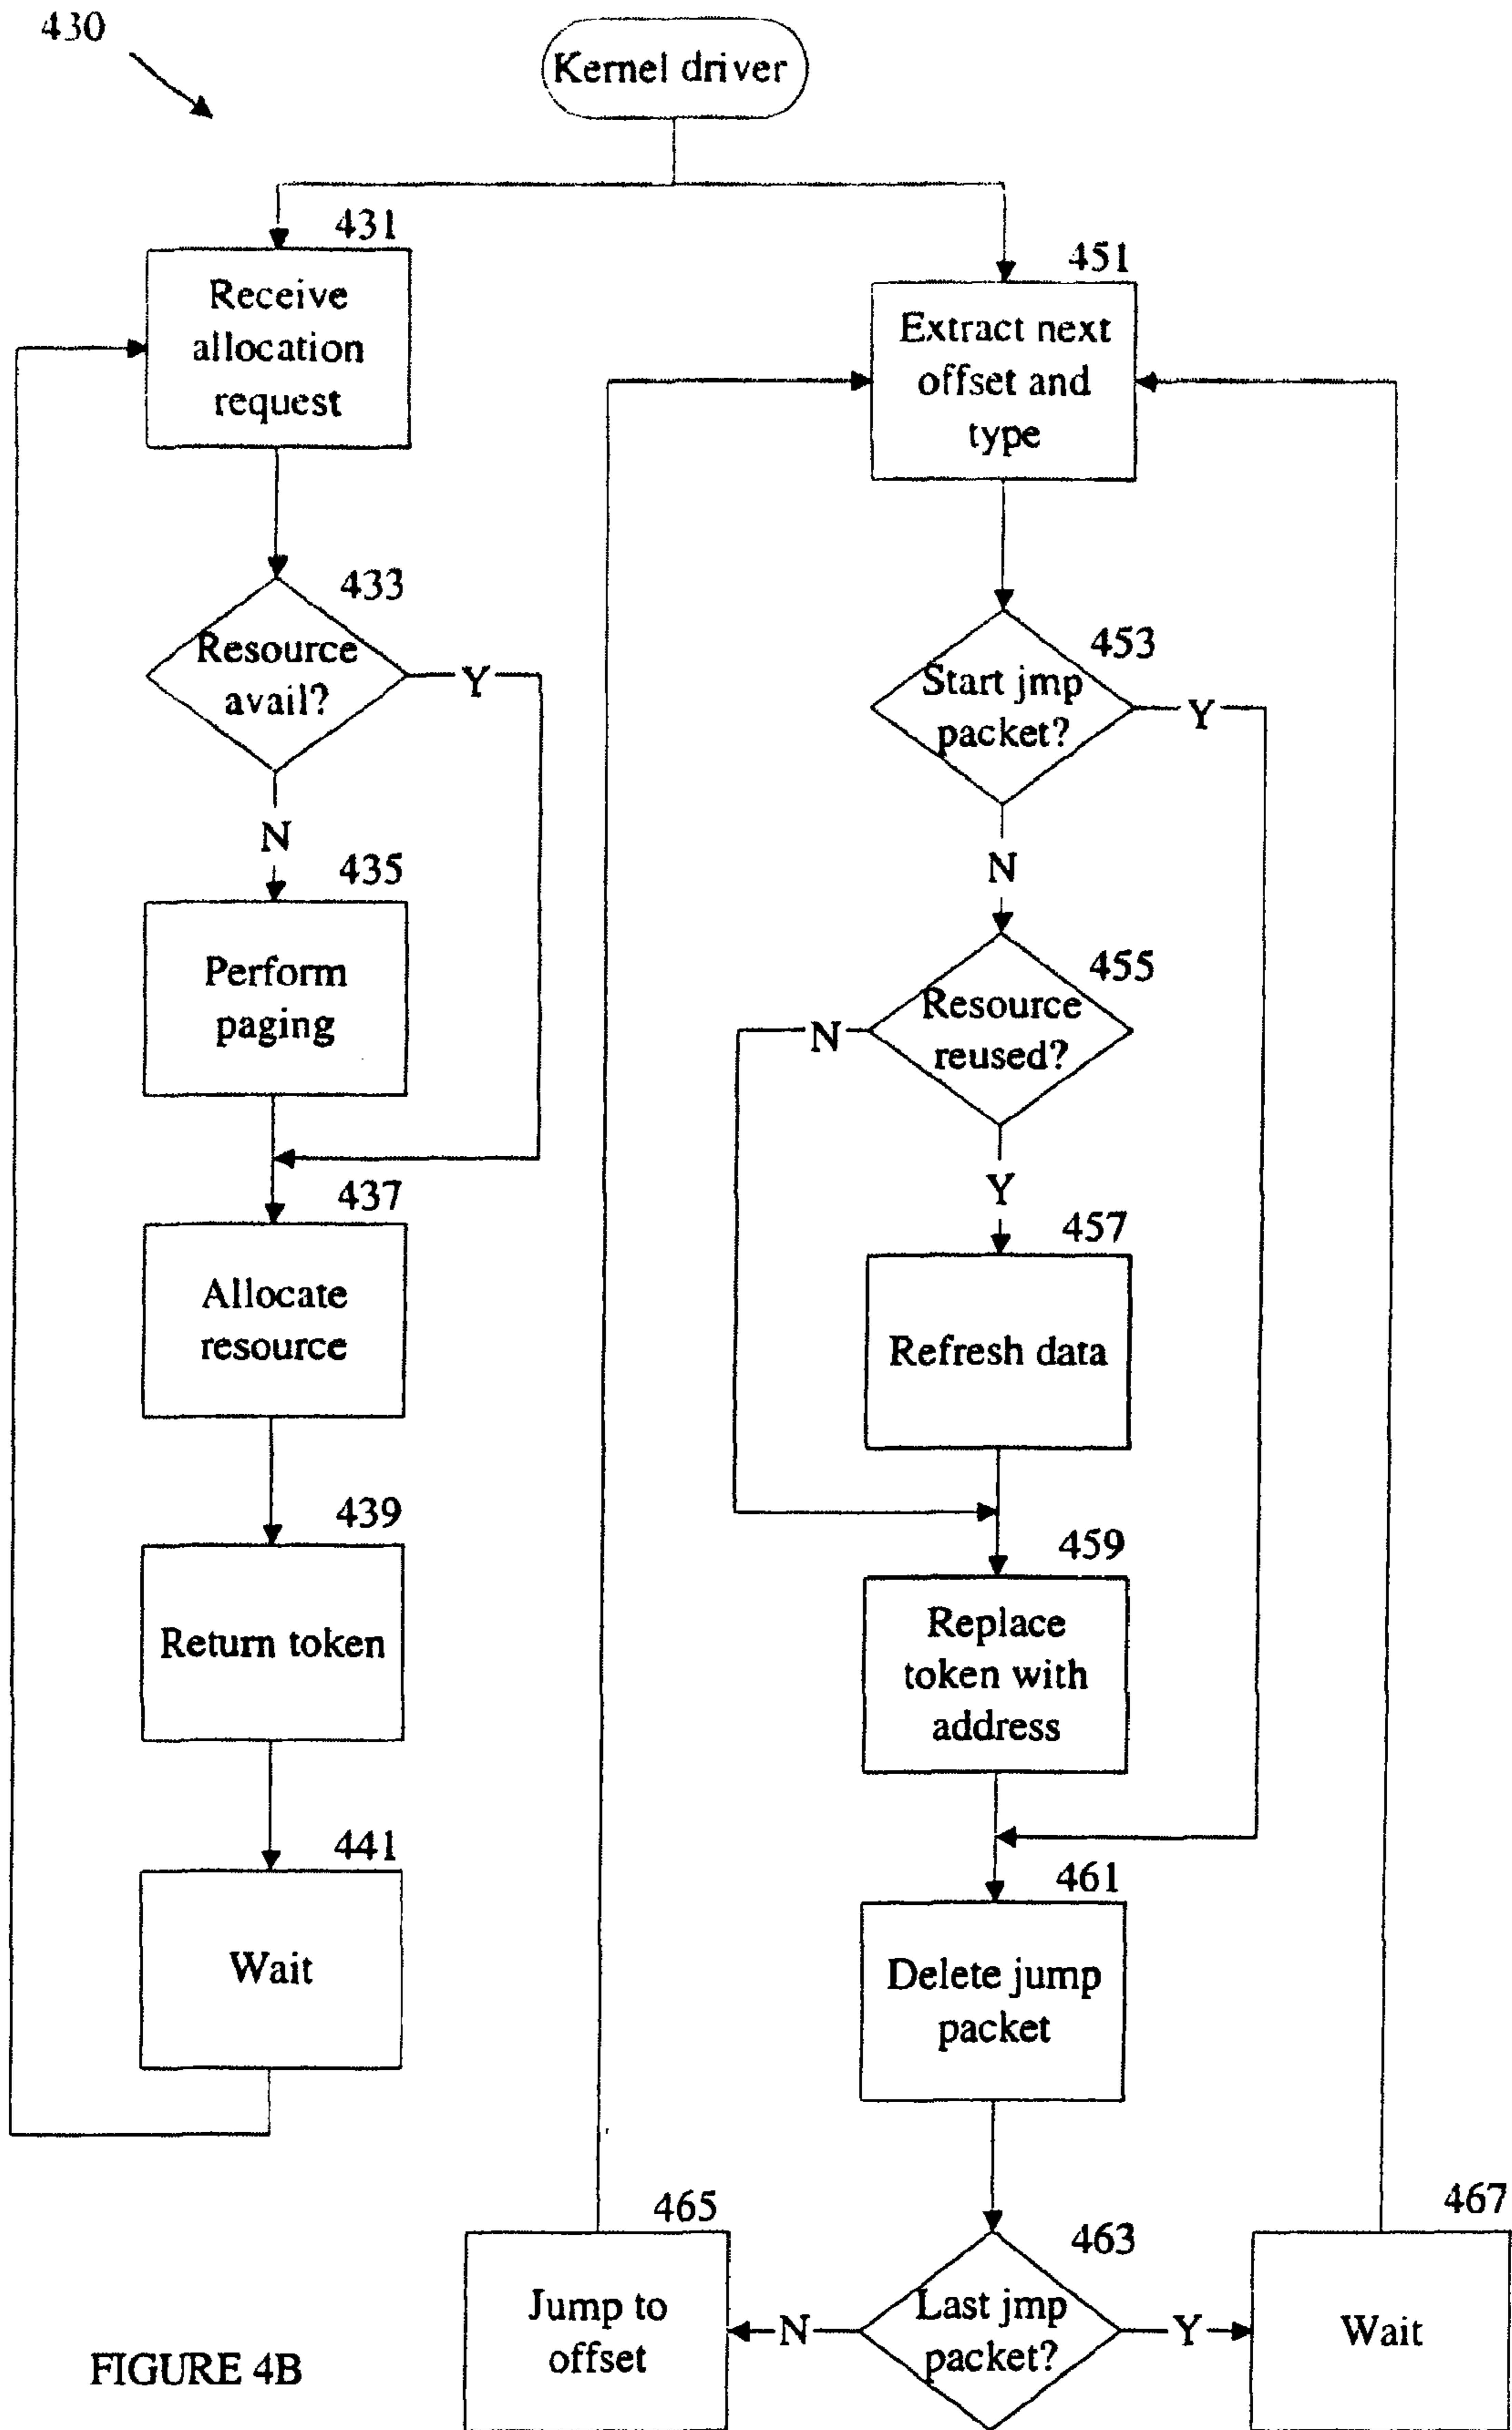 430
Kernel driver
431
Receive
allocation
request
433
Resource
avail?
Y
N
435
Perform
paging
437
Allocate
resource
439
Return token
441
Wait
451
Extract next
offset and
type
453
Start jmp
packet?
Y
N
455
Resource
reused?
N
Y
457
Refresh data
459
Replace
token with
address
461
Delete jump
packet
463
Last jmp
packet?
N
Y
465
Jump to
offset
467
Wait
FIGURE 4B